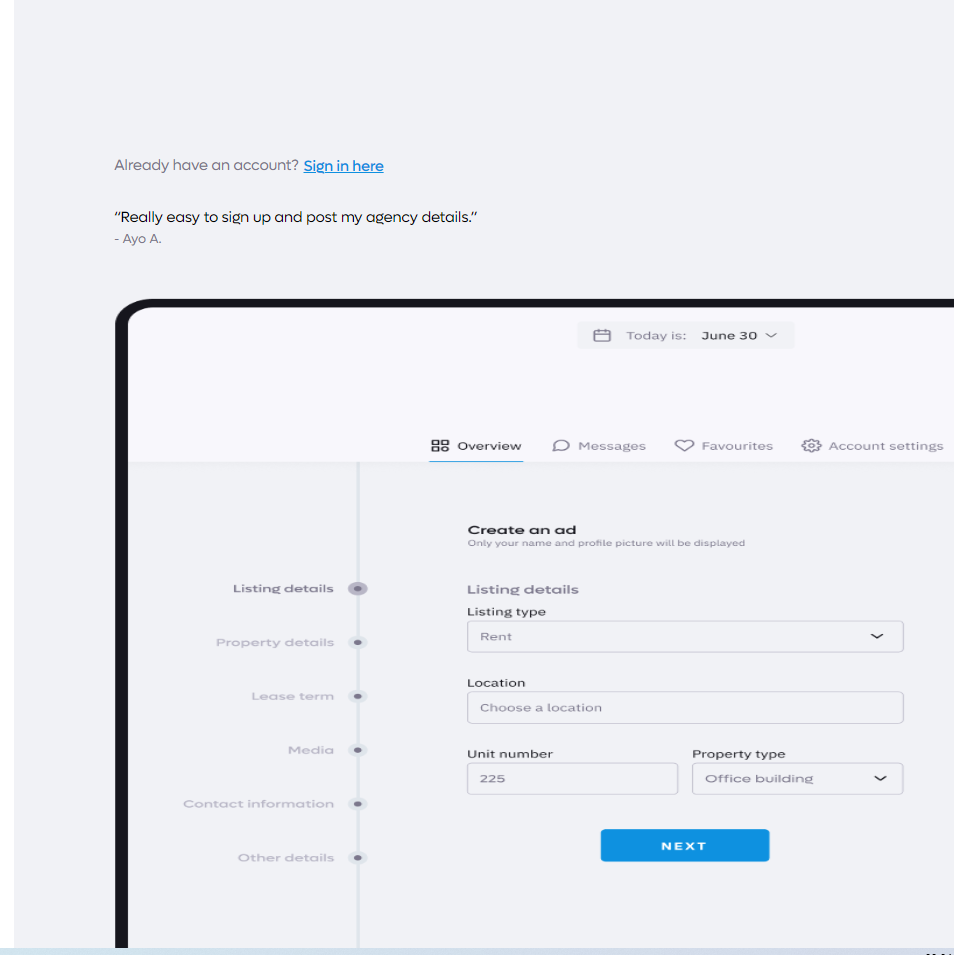 Already have an account? Sign in here
“Really easy to sign up and post my agency details.”
- Ayo A.
Today is: June 30
Overview Messages Favourites Account settings
Create an ad
Only your name and profile picture will be displayed
Listing details
Property details
Lease term
Media
Contact information
Other details
Listing details
Listing type
Rent
Location
Choose a location
Unit number Property type
225 Office building
NEXT